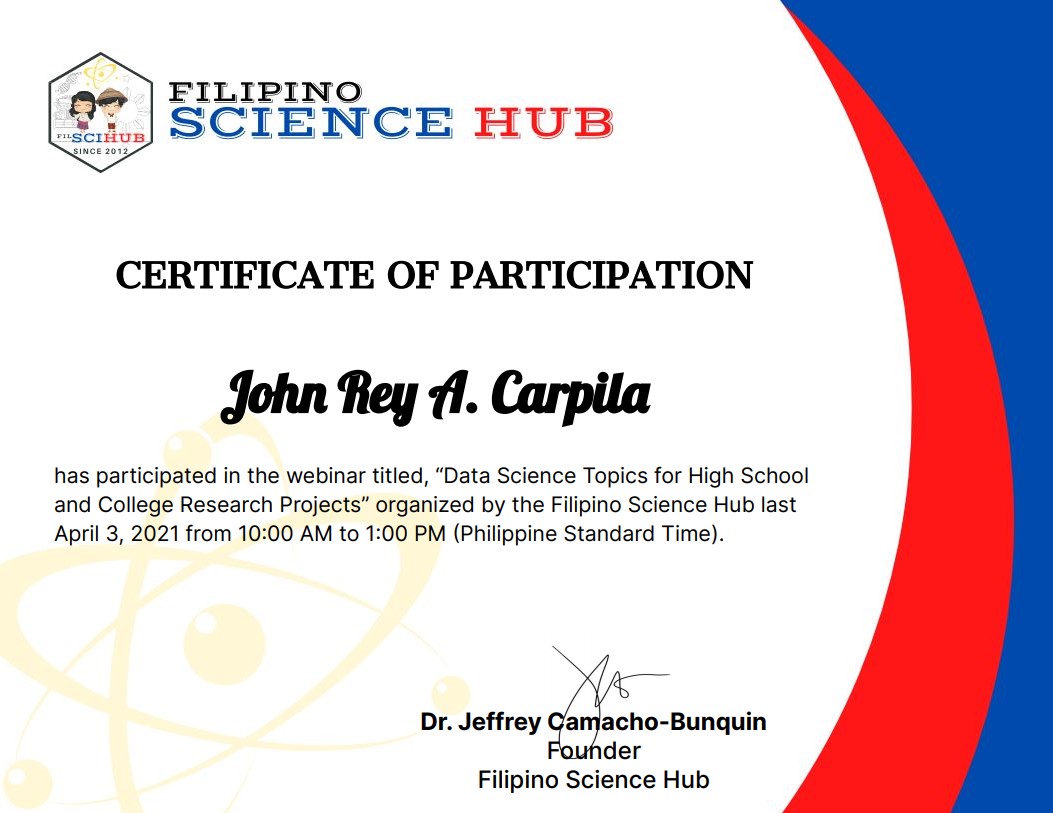 FILIPINO
SCIENCE HUB
FILSCIHUB
SINCE 2012
CERTIFICATE OF PARTICIPATION
John Rey A. Carpila
has participated in the webinar titled, “Data Science Topics for High School
and College Research Projects” organized by the Filipino Science Hub last
April 3, 2021 from 10:00 AM to 1:00 PM (Philippine Standard Time).
Dr. Jeffrey Camacho-Bunquin
Founder
Filipino Science Hub